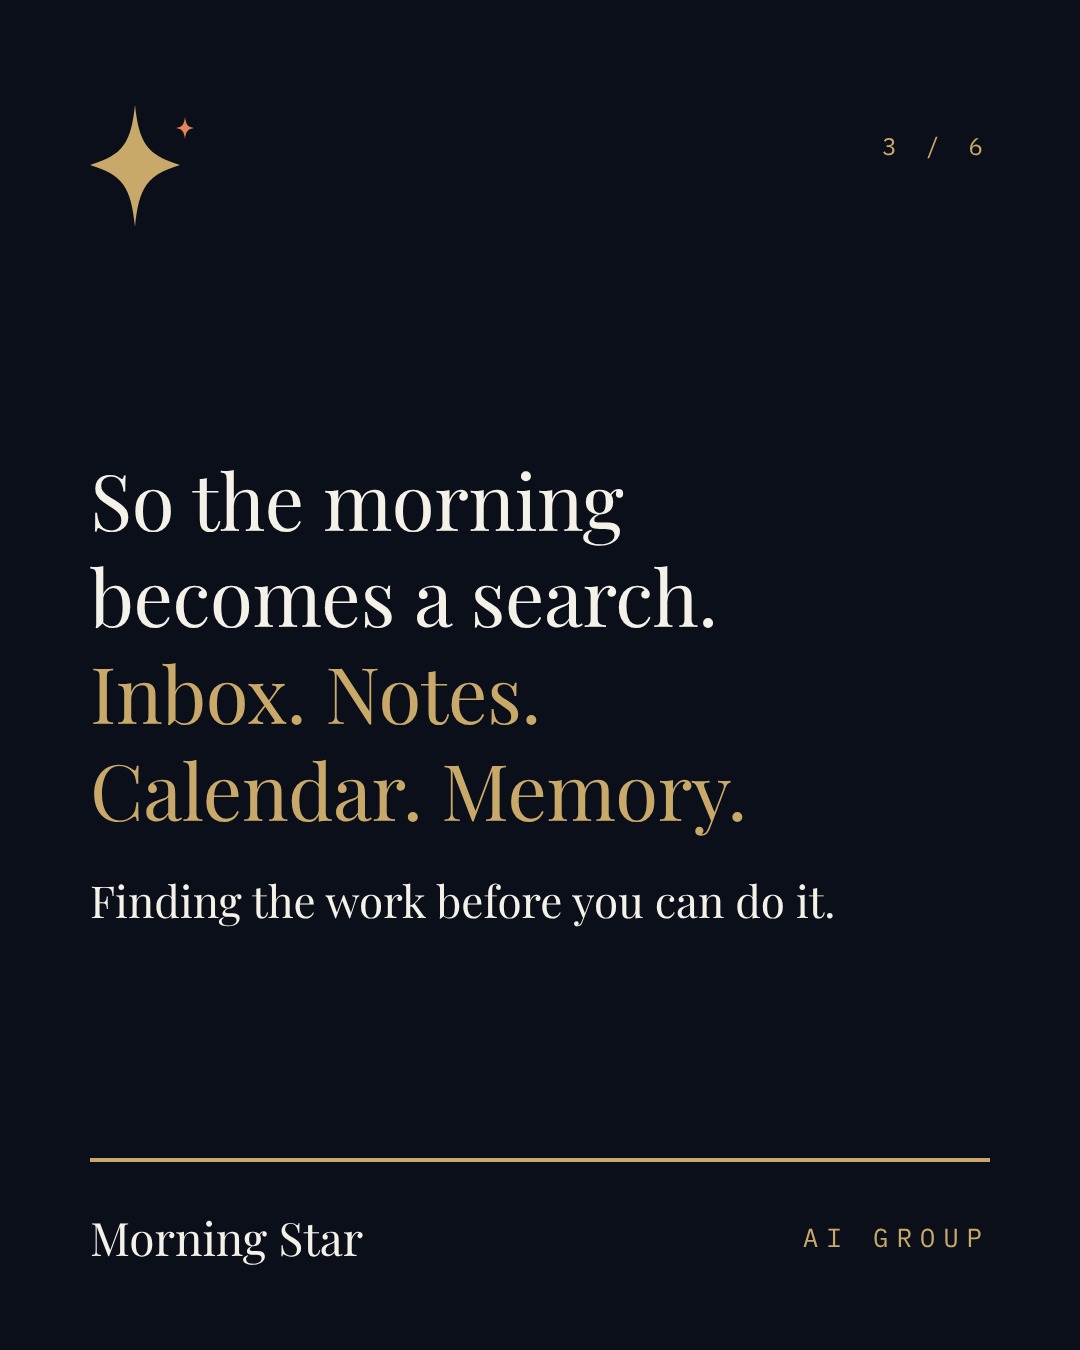 3 / 6
So the morning
becomes a search.
Inbox. Notes.
Calendar. Memory.
Finding the work before you can do it.
Morning Star
AI GROUP